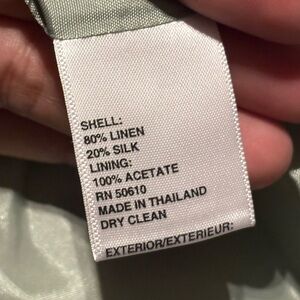 SHELL:
80% LINEN
20% SILK
LINING:
100% ACETATE
RN 50610
MADE IN THAILAND
DRY CLEAN
EXTERIOR/EXTERIEUR: